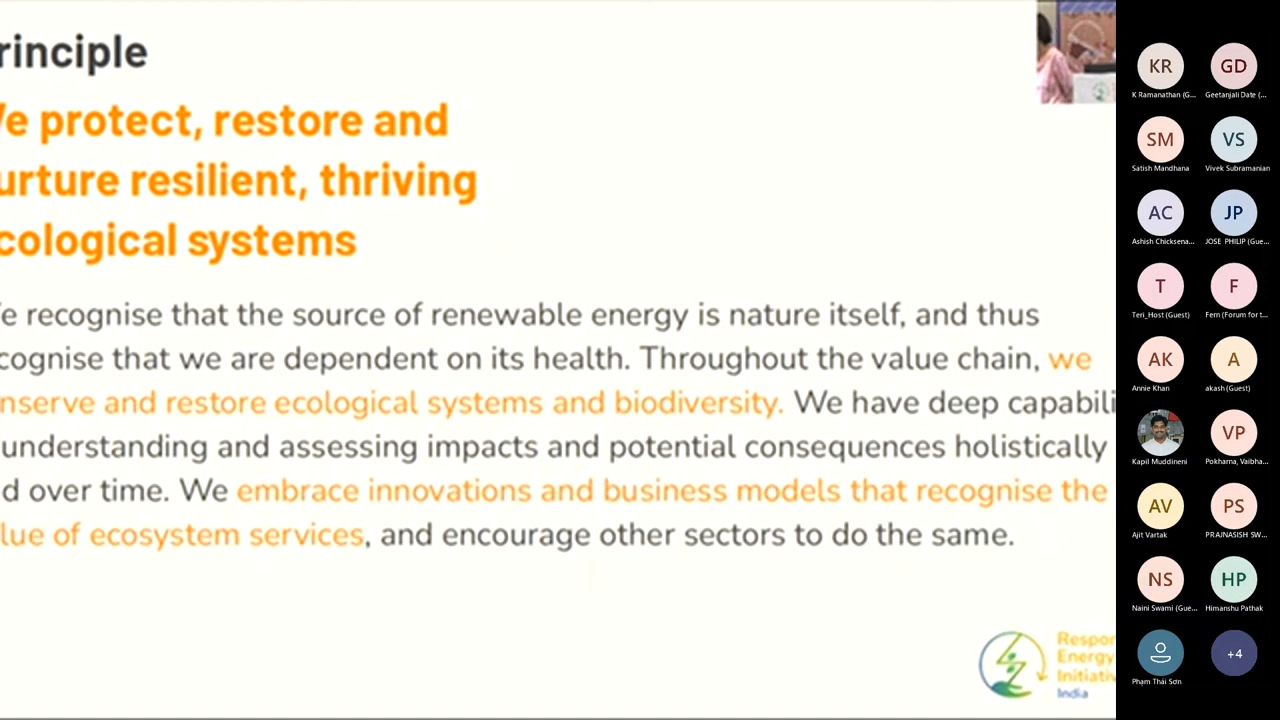 rinciple
e protect, restore and
urture resilient, thriving
cological systems
e recognise that the source of renewable energy is nature itself, and thus
cognise that we are dependent on its health. Throughout the value chain, we
nserve and restore ecological systems and biodiversity. We have deep capabili
understanding and assessing impacts and potential consequences holistically
d over time. We embrace innovations and business models that recognise the
lue of ecosystem services, and encourage other sectors to do the same.
Respor
Energy
Initiativ
India
KR GD
K Ramanathan (G... Geetanjali Date (...
SM VS
Satish Mandhana Vivek Subramanian
AC JP
Ashish Chicksena... JOSE PHILIP (Gue...
T F
Teri_Host (Guest) Fern (Forum for t...
AK A
Annie Khan akash (Guest)
VP
Kapil Muddineni Pokharna, Vaibha...
AV PS
Ajit Vartak PRAJNASISH SW...
NS HP
Naini Swami (Gue... Himanshu Pathak
+4
Phạm Thái Sơn